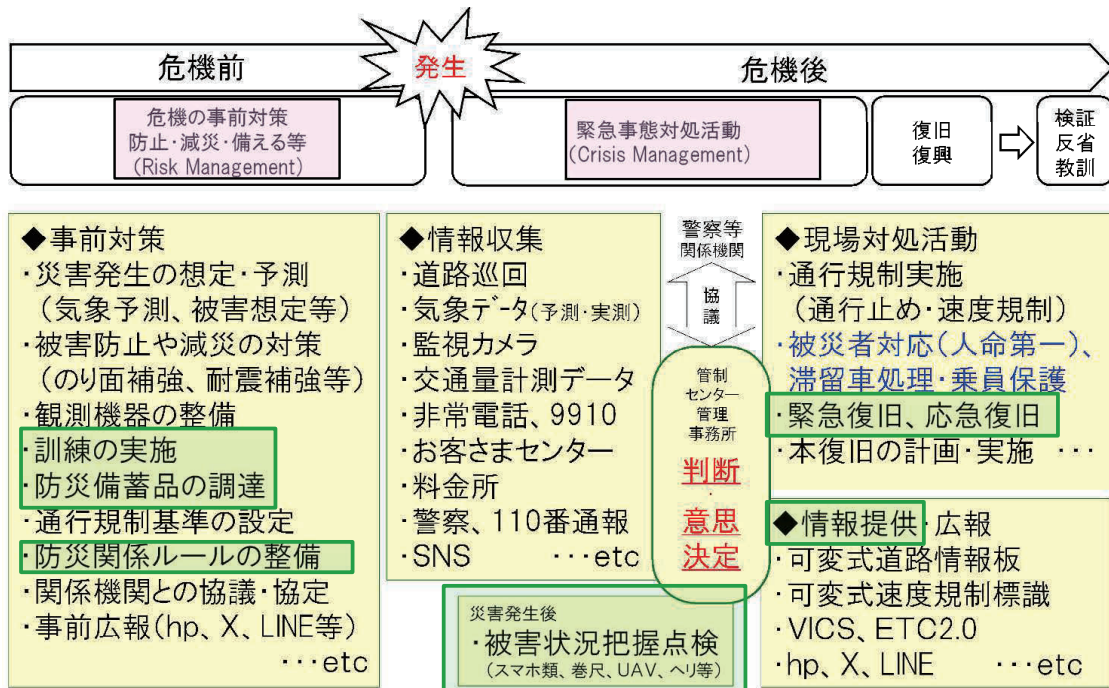 危機前
発生
危機後
危機の事前対策
防止・減災・備える等
(Risk Management)
緊急事態対処活動
(Crisis Management)
復旧
復興
検証
反省
教訓
◆事前対策
・災害発生の想定・予測
(気象予測、被害想定等)
・被害防止や減災の対策
(のり面補強、耐震補強等)
・観測機器の整備
・訓練の実施
・防災備蓄品の調達
・通行規制基準の設定
・防災関係ルールの整備
・関係機関との協議・協定
・事前広報(hp、X、LINE等)
…etc
◆情報収集
・道路巡回
・気象データ(予測・実測)
・監視カメラ
・交通量計測データ
・非常電話、9910
・お客さまセンター
・料金所
・警察、110番通報
・SNS …etc
災害発生後
・被害状況把握点検
(スマホ類、巻尺、UAV、ヘリ等)
警察等
関係機関
協
議
管制
センター
管理
事務所
判断
・
意思
決定
◆現場対処活動
・通行規制実施
(通行止め・速度規制)
・被災者対応(人命第一)、
滞留車処理・乗員保護
・緊急復旧、応急復旧
・本復旧の計画・実施 …
◆情報提供・広報
・可変式道路情報板
・可変式速度規制標識
・VICS、ETC2.0
・hp、X、LINE …etc